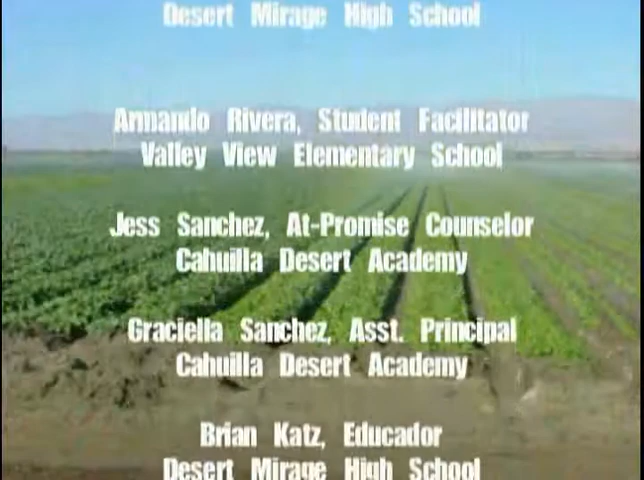 Desert Mirage High School
Armando Rivera, Student Facilitator
Valley View Elementary School
Jess Sanchez, At-Promise Counselor
Cahuilla Desert Academy
Graciella Sanchez, Asst. Principal
Cahuilla Desert Academy
Brian Katz, Educador
Desert Mirage High School